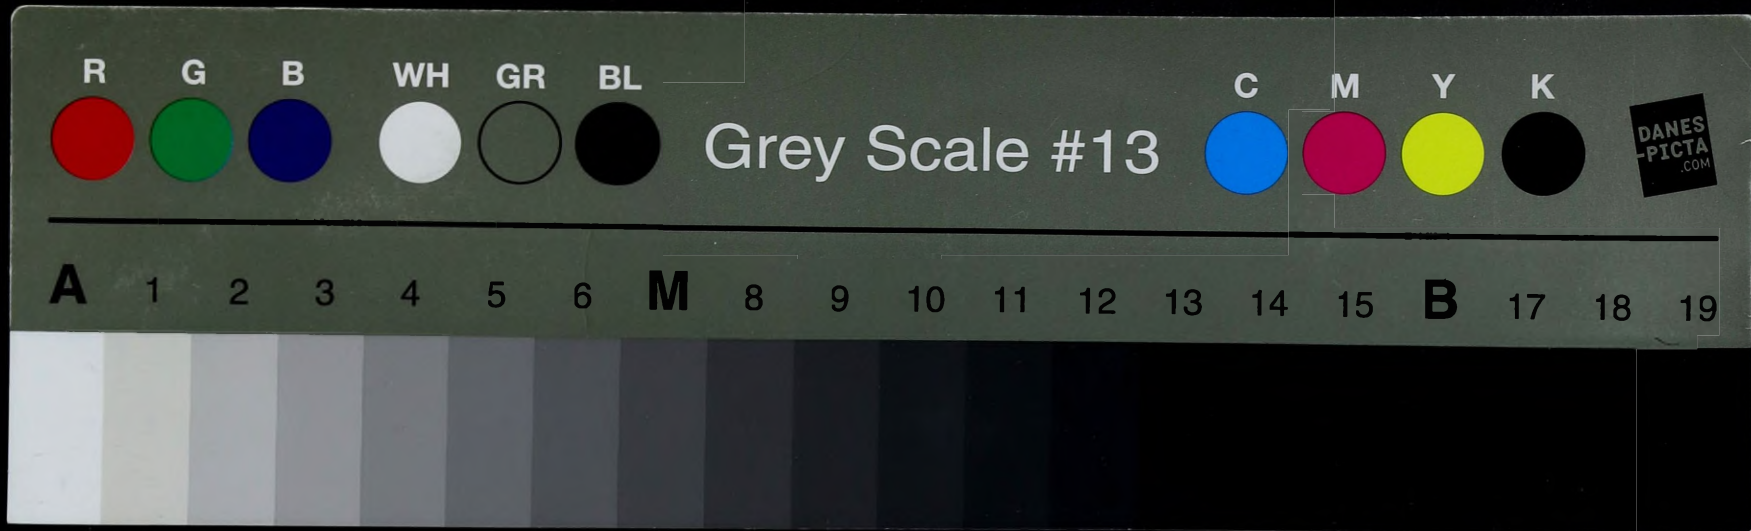 R G B WH GR BL C M Y K
Grey Scale #13
DANES
-PICTA
.COM
A 1 2 3 4 5 6 M 8 9 10 11 12 13 14 15 B 17 18 19